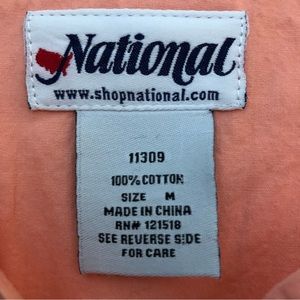 National
www.shopnational.com
11309
100% COTTON
SIZE M
MADE IN CHINA
RN# 121518
SEE REVERSE SIDE
FOR CARE